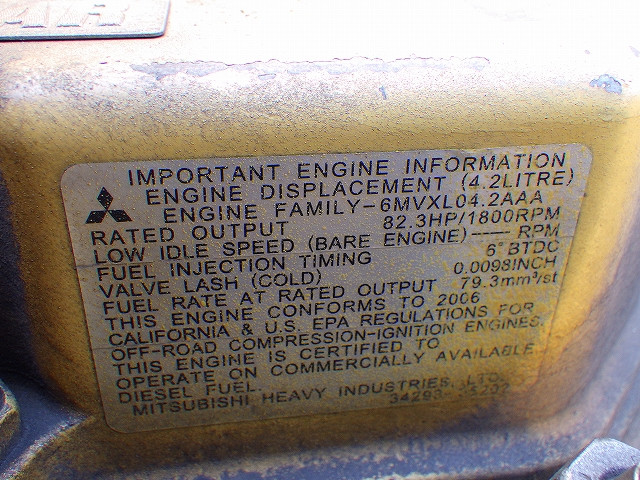 IMPORTANT ENGINE INFORMATION
ENGINE DISPLACEMENT (4.2LITRE)
ENGINE FAMILY-6MVXL04.2AAA
RATED OUTPUT 82.3HP/1800RPM
LOW IDLE SPEED (BARE ENGINE)—— RPM
FUEL INJECTION TIMING 6°BTDC
VALVE LASH (COLD) 0.0098INCH
FUEL RATE AT RATED OUTPUT 79.3mm³/st
THIS ENGINE CONFORMS TO 2006
CALIFORNIA & U.S. EPA REGULATIONS FOR
OFF-ROAD COMPRESSION-IGNITION ENGINES.
THIS ENGINE IS CERTIFIED TO
OPERATE ON COMMERCIALLY AVAILABLE
DIESEL FUEL.
MITSUBISHI HEAVY INDUSTRIES, LTD.
34293